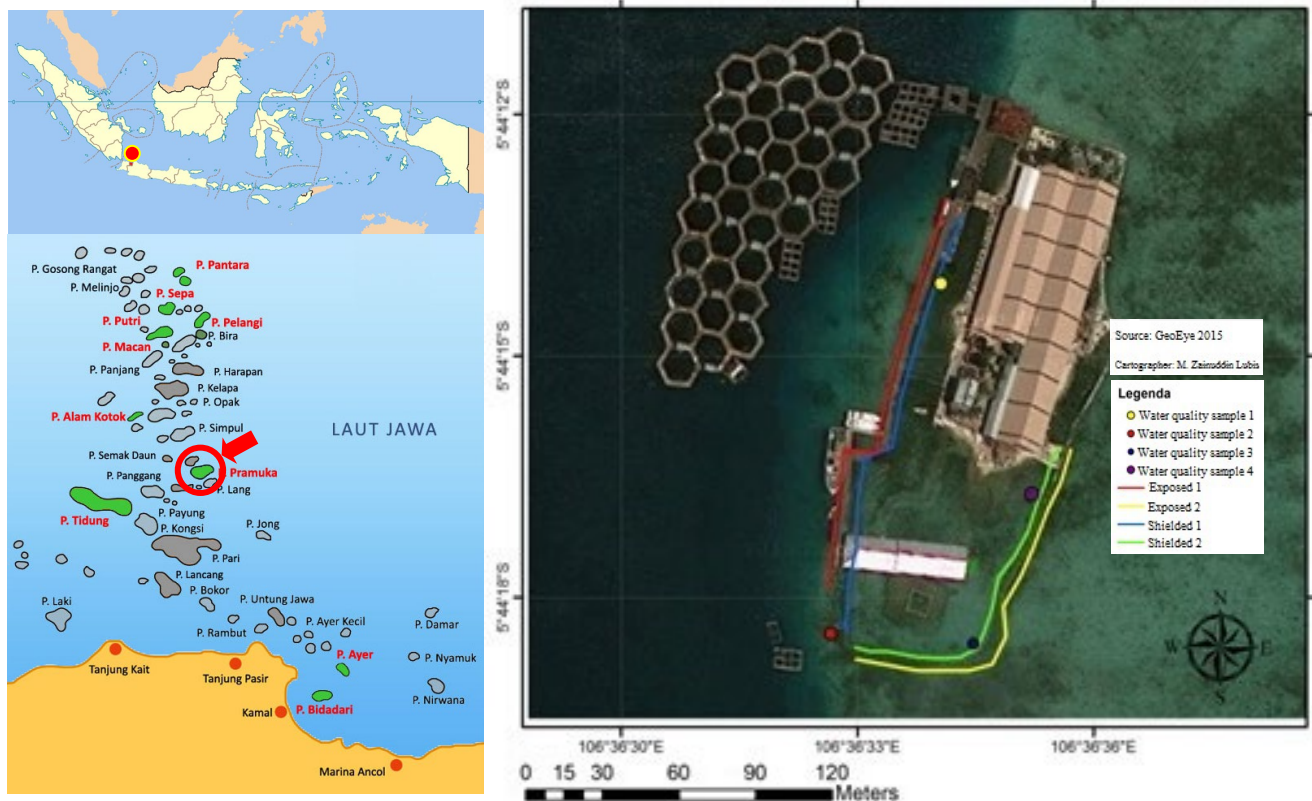 P. Gosong Rangat
P. Pantara
P. Melinjo
P. Sepa
P. Putri
P. Pelangi
P. Bira
P. Macan
P. Panjang
P. Harapan
P. Kelapa
P. Opak
P. Alam Kotok
P. Simpul
LAUT JAWA
P. Semak Daun
P. Panggang
P. Pramuka
P. Lang
P. Tidung
P. Payung
P. Kongsi
P. Jong
P. Pari
P. Lancang
P. Bokor
P. Laki
P. Untung Jawa
P. Rambut
P. Ayer Kecil
P. Damar
P. Ayer
P. Nyamuk
P. Nirwana
P. Bidadari
Tanjung Kait
Tanjung Pasir
Kamal
Marina Ancol
5°44'12"S
5°44'15"S
5°44'18"S
Source: GeoEye 2015
Cartographer: M. Zainuddin Lubis
Legenda
Water quality sample 1
Water quality sample 2
Water quality sample 3
Water quality sample 4
Exposed 1
Exposed 2
Shielded 1
Shielded 2
N
W E
S
106°36'30"E 106°36'33"E 106°36'36"E
0 15 30 60 90 120
Meters